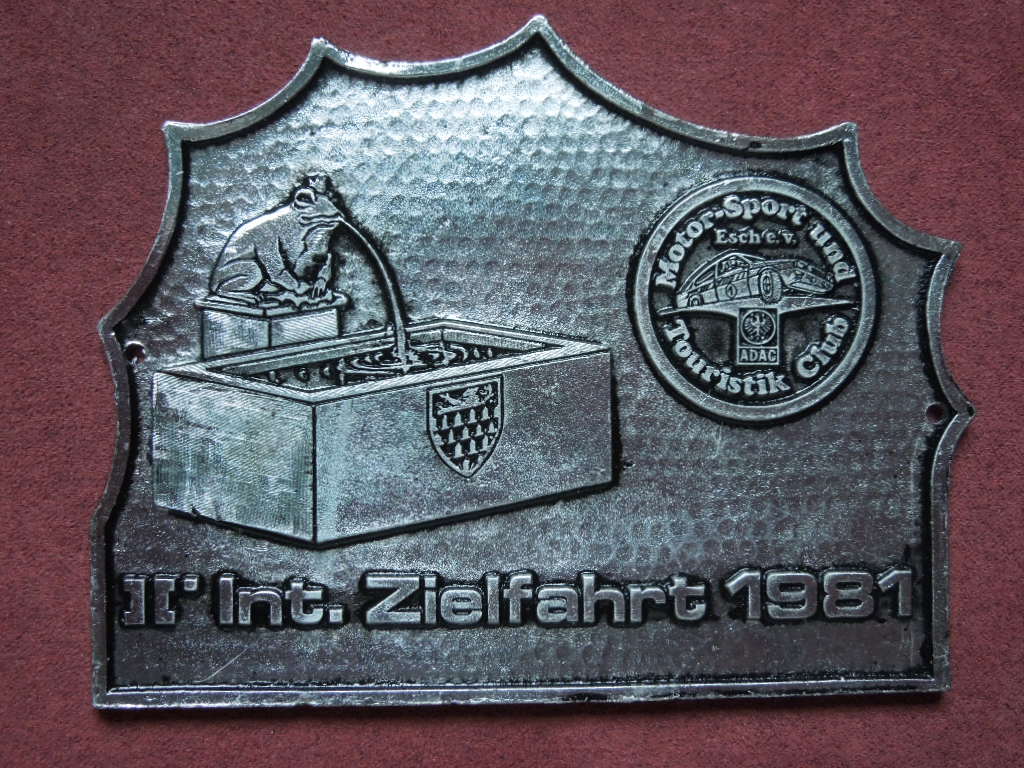 Motor-Sport und
Esch e.V.
ADAC
Touristik Club
II. Int. Zielfahrt 1981